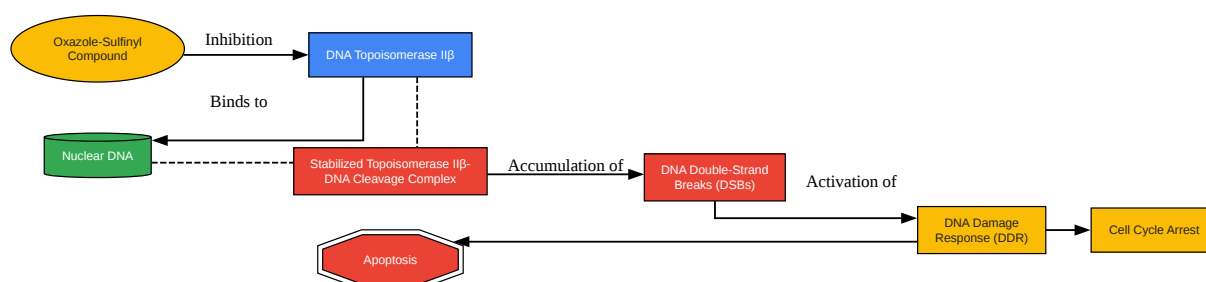 Oxazole-Sulfinyl
Compound
Inhibition
DNA Topoisomerase IIβ
Binds to
Nuclear DNA
Stabilized Topoisomerase IIβ-
DNA Cleavage Complex
Accumulation of
DNA Double-Strand
Breaks (DSBs)
Activation of
DNA Damage
Response (DDR)
Cell Cycle Arrest
Apoptosis